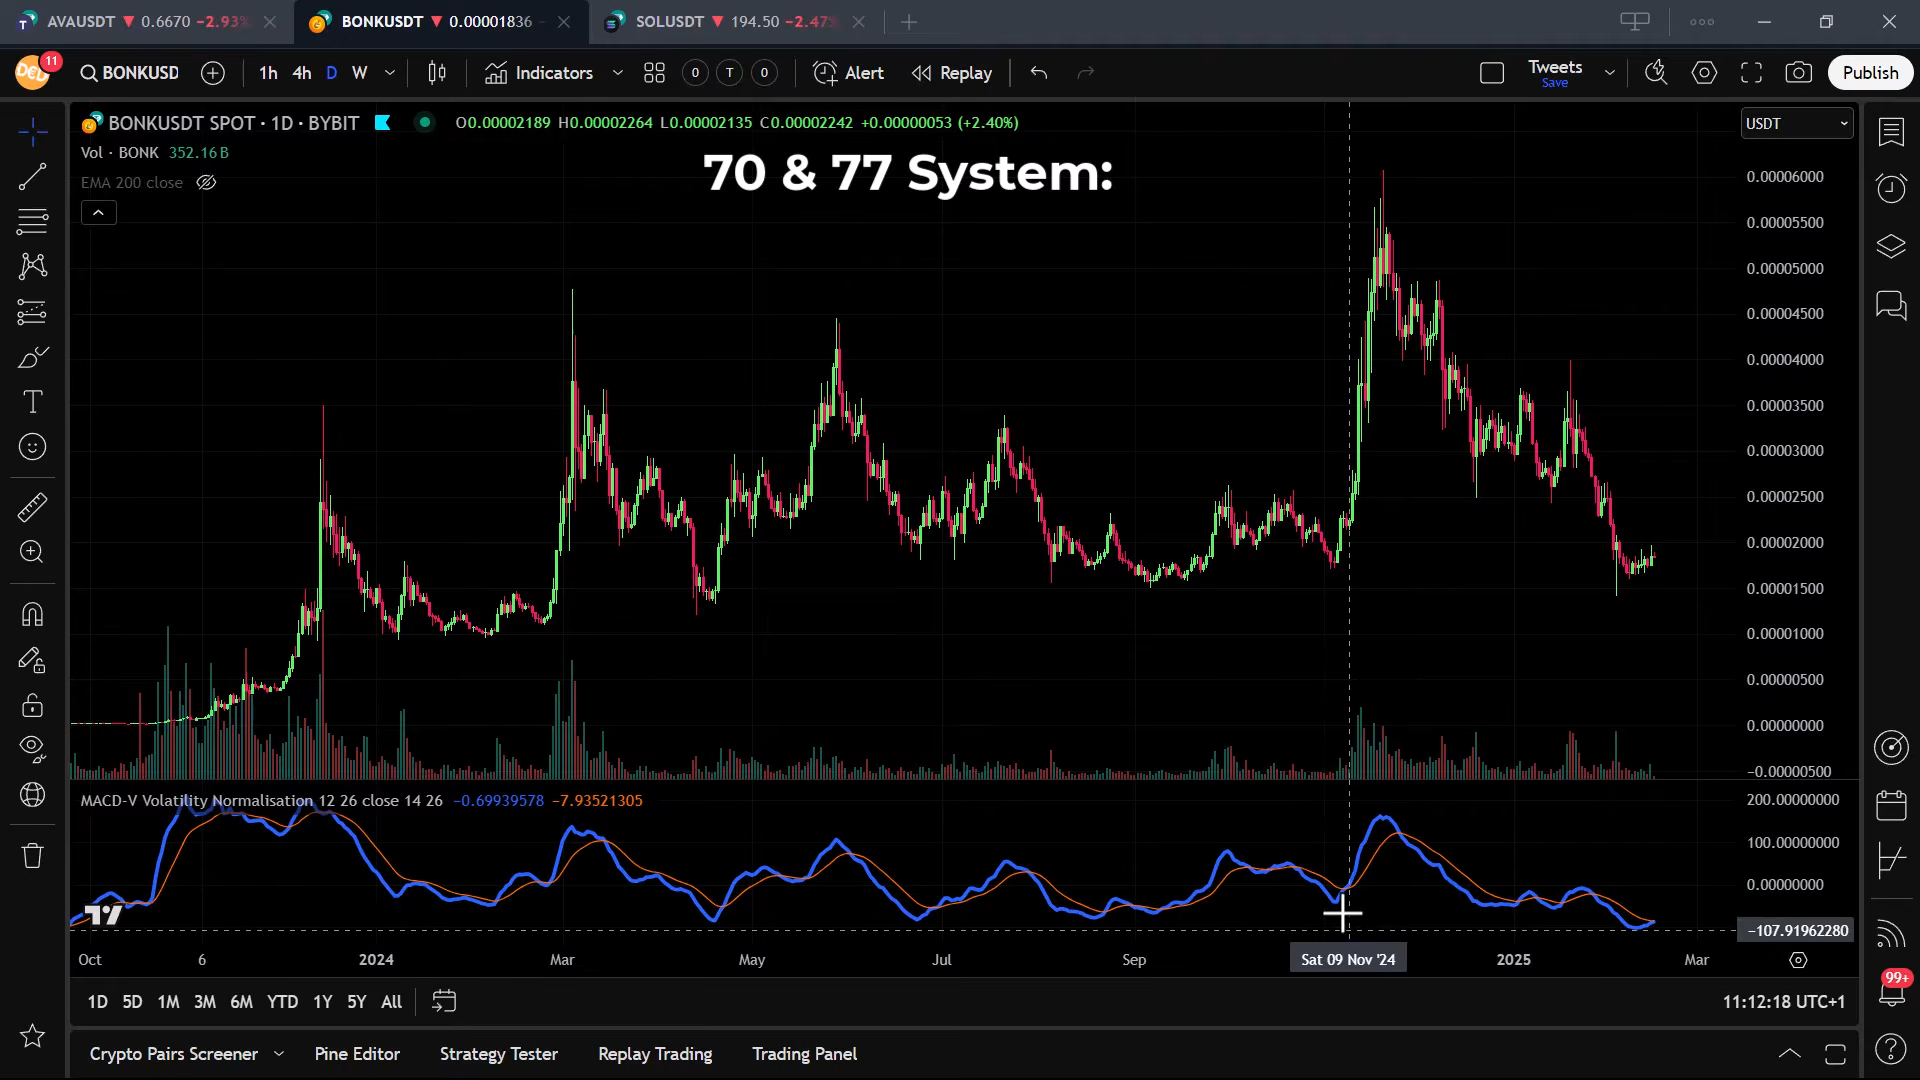 AVAUSDT ▼ 0.6670 −2.93%
BONKUSDT ▼ 0.00001836 −
SOLUSDT ▼ 194.50 −2.47%
11
BONKUSD
1h 4h D W
Indicators
0 T 0
Alert
Replay
Tweets
Save
Publish
BONKUSDT SPOT · 1D · BYBIT
O0.00002189 H0.00002264 L0.00002135 C0.00002242 +0.00000053 (+2.40%)
USDT
Vol · BONK 352.16B
EMA 200 close
70 & 77 System:
0.00006000
0.00005500
0.00005000
0.00004500
0.00004000
0.00003500
0.00003000
0.00002500
0.00002000
0.00001500
0.00001000
0.00000500
0.00000000
−0.00000500
MACD-V Volatility Normalisation 12 26 close 14 26 −0.69939578 −7.93521305
200.00000000
100.00000000
0.00000000
−107.91962280
Oct 6 2024 Mar May Jul Sep Sat 09 Nov '24 2025 Mar
1D 5D 1M 3M 6M YTD 1Y 5Y All
11:12:18 UTC+1
99+
Crypto Pairs Screener Pine Editor Strategy Tester Replay Trading Trading Panel